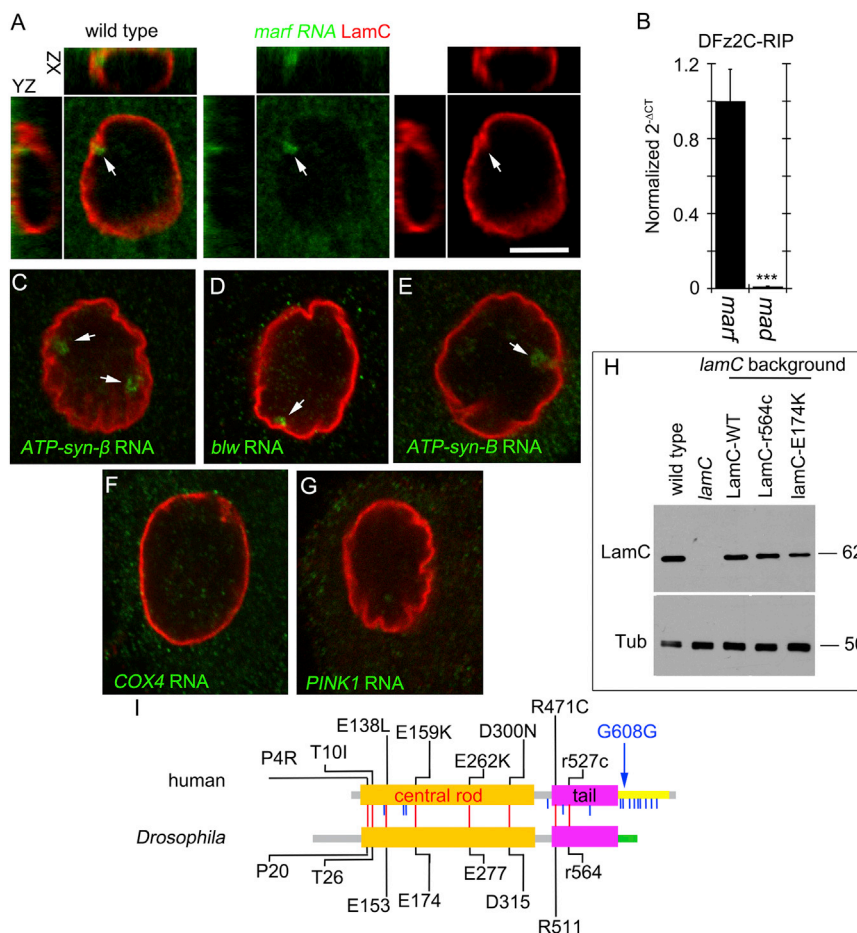 A
wild type
marf RNA LamC
XZ
YZ
B
DFz2C-RIP
Normalized 2-ΔCT
1.2
0.8
0.4
0
***
marf
mad
C
ATP-syn-β RNA
D
blw RNA
E
ATP-syn-B RNA
F
COX4 RNA
G
PINK1 RNA
H
lamC background
wild type
lamC
LamC-WT
LamC-r564c
lamC-E174K
LamC
62
Tub
50
I
human
P4R
T10I
E138L
E159K
E262K
D300N
R471C
r527c
G608G
central rod
tail
Drosophila
P20
T26
E153
E174
E277
D315
R511
r564